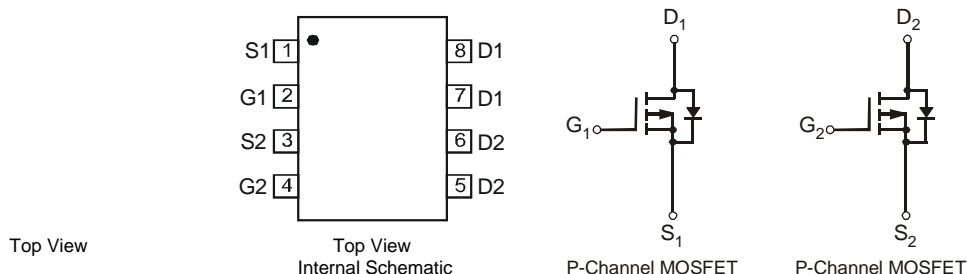 D1
D2
S1 1 8 D1
G1 2 7 D1
S2 3 6 D2
G2 4 5 D2
G1
G2
S1
S2
Top View
Top View
Internal Schematic
P-Channel MOSFET
P-Channel MOSFET